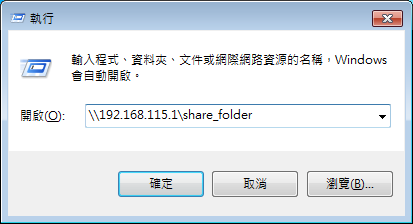 執行
輸入程式、資料夾、文件或網際網路資源的名稱，Windows
會自動開啟。
開啟(O):
\\192.168.115.1\share_folder
確定
取消
瀏覽(B)...